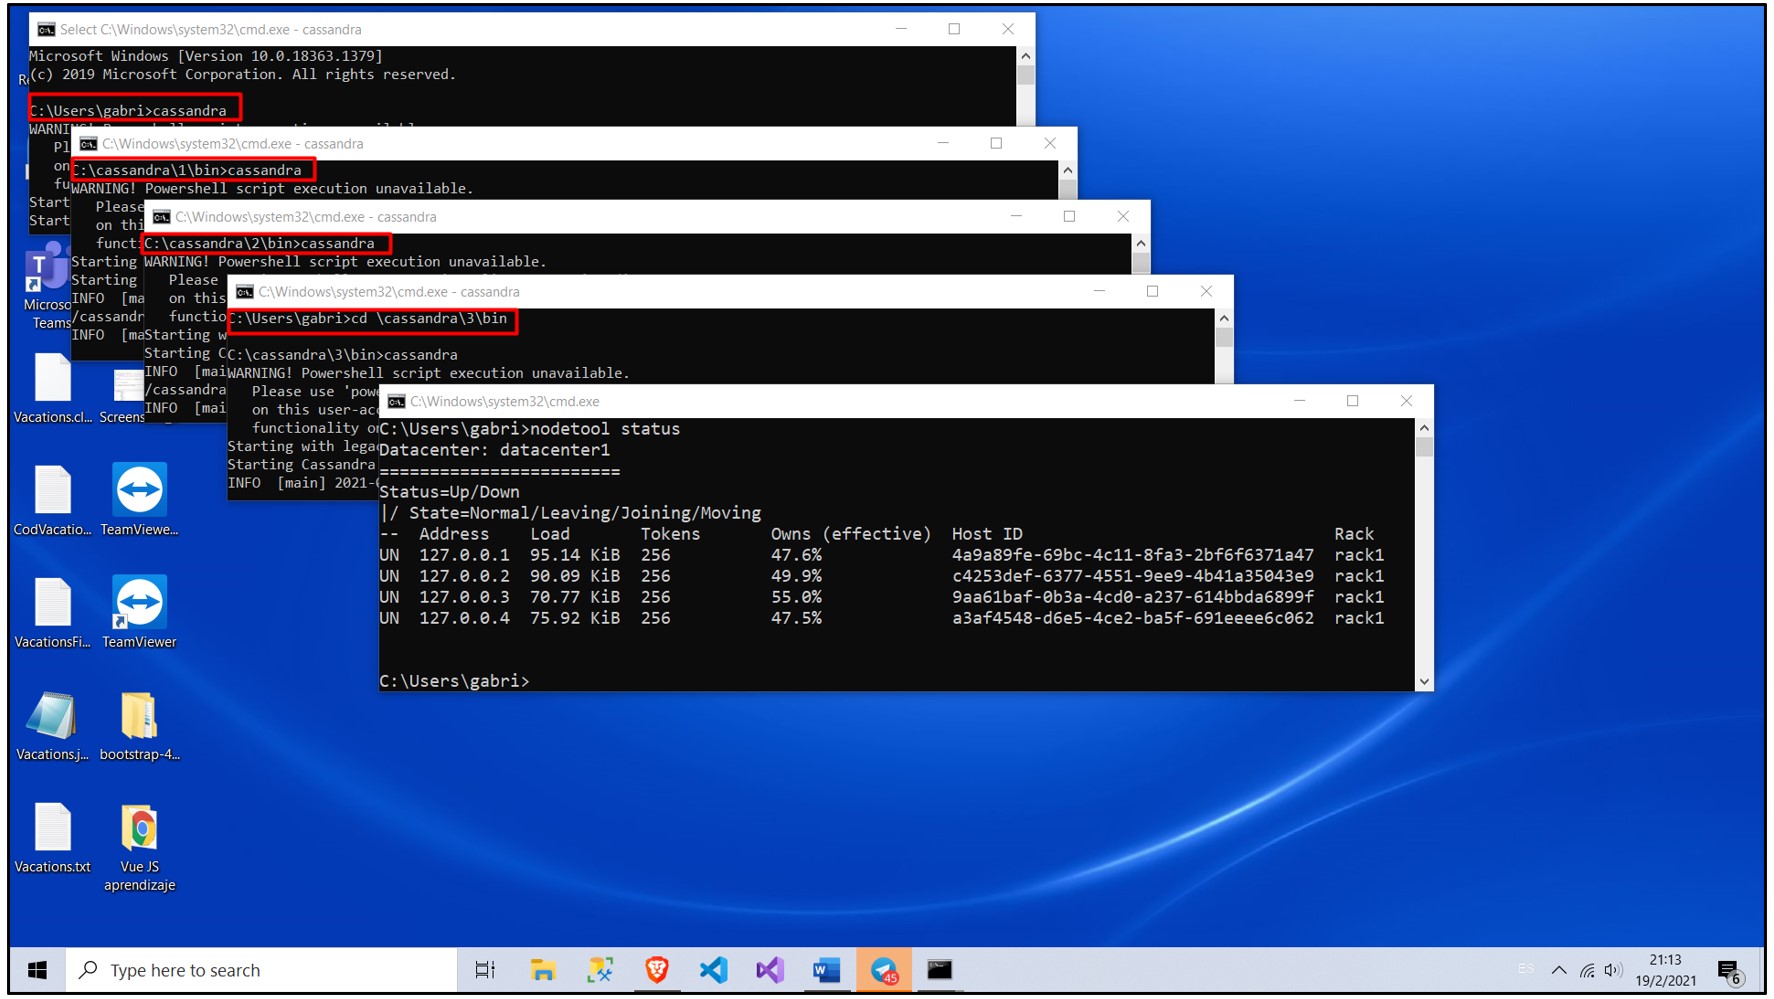 Select C:\Windows\system32\cmd.exe - cassandra
Microsoft Windows [Version 10.0.18363.1379]
(c) 2019 Microsoft Corporation. All rights reserved.
C:\Users\gabri>cassandra
WARN
Pl
on
fu
Start
Start
C:\Windows\system32\cmd.exe - cassandra
C:\cassandra\1\bin>cassandra
WARNING! Powershell script execution unavailable.
Please
on thi
functi
Starting
Starting
INFO [ma
/cassandr
INFO [ma
C:\Windows\system32\cmd.exe - cassandra
C:\cassandra\2\bin>cassandra
WARNING! Powershell script execution unavailable.
Please
on this
functio
Starting w
Starting C
INFO [mai
/cassandra
INFO [mai
C:\Windows\system32\cmd.exe - cassandra
C:\Users\gabri>cd \cassandra\3\bin
C:\cassandra\3\bin>cassandra
WARNING! Powershell script execution unavailable.
Please use 'powe
on this user-acc
functionality on
Starting with lega
Starting Cassandra
INFO [main] 2021-
C:\Windows\system32\cmd.exe
C:\Users\gabri>nodetool status
Datacenter: datacenter1
========================
Status=Up/Down
|/ State=Normal/Leaving/Joining/Moving
-- Address Load Tokens Owns (effective) Host ID Rack
UN 127.0.0.1 95.14 KiB 256 47.6% 4a9a89fe-69bc-4c11-8fa3-2bf6f6371a47 rack1
UN 127.0.0.2 90.09 KiB 256 49.9% c4253def-6377-4551-9ee9-4b41a35043e9 rack1
UN 127.0.0.3 70.77 KiB 256 55.0% 9aa61baf-0b3a-4cd0-a237-614bbda6899f rack1
UN 127.0.0.4 75.92 KiB 256 47.5% a3af4548-d6e5-4ce2-ba5f-691eeee6c062 rack1
C:\Users\gabri>
Microso
Teams
Vacations.cl... Screens
CodVacatio... TeamViewe...
VacationsFi... TeamViewer
Vacations.j... bootstrap-4...
Vacations.txt Vue JS
aprendizaje
Type here to search
45
ES
21:13
19/2/2021
6